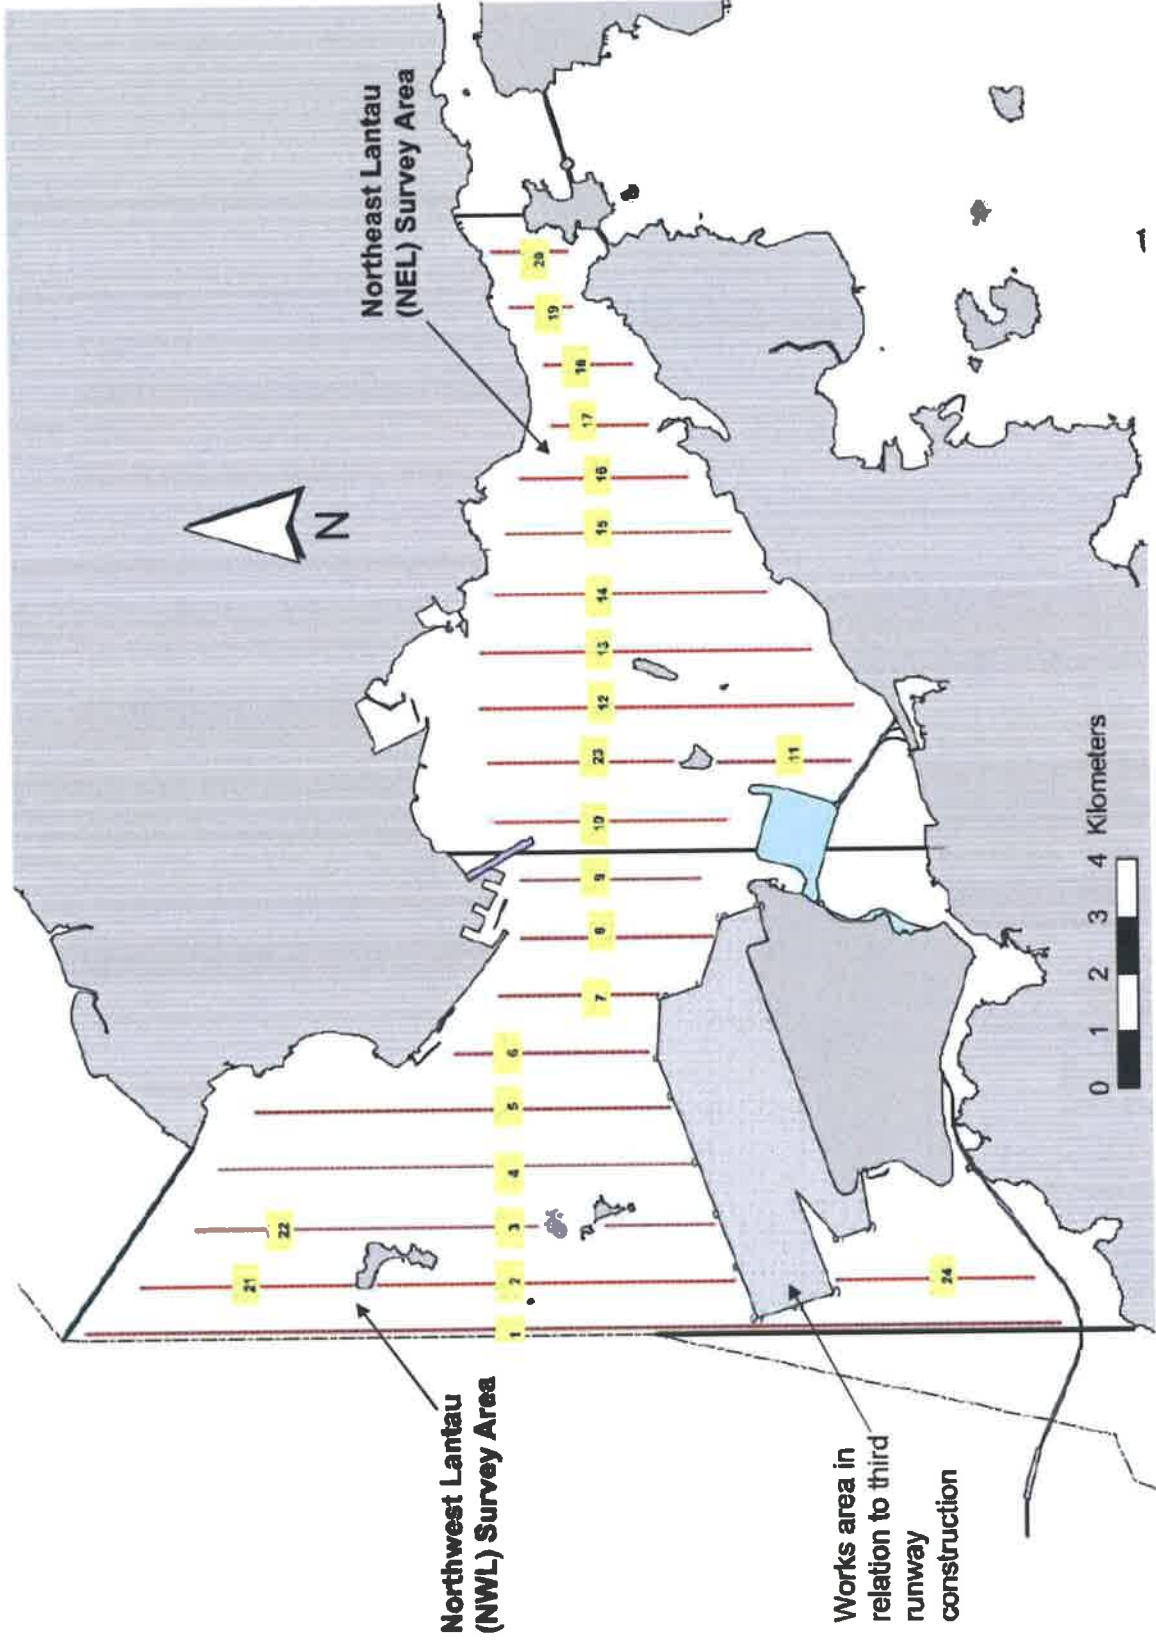 Northeast Lantau
(NEL) Survey Area
N
22
21
1
2
3
4
5
6
7
8
9
10
23
11
12
13
14
15
16
17
18
19
20
24
Northwest Lantau
(NWL) Survey Area
Works area in
relation to third
runway
construction
0 1 2 3 4 Kilometers